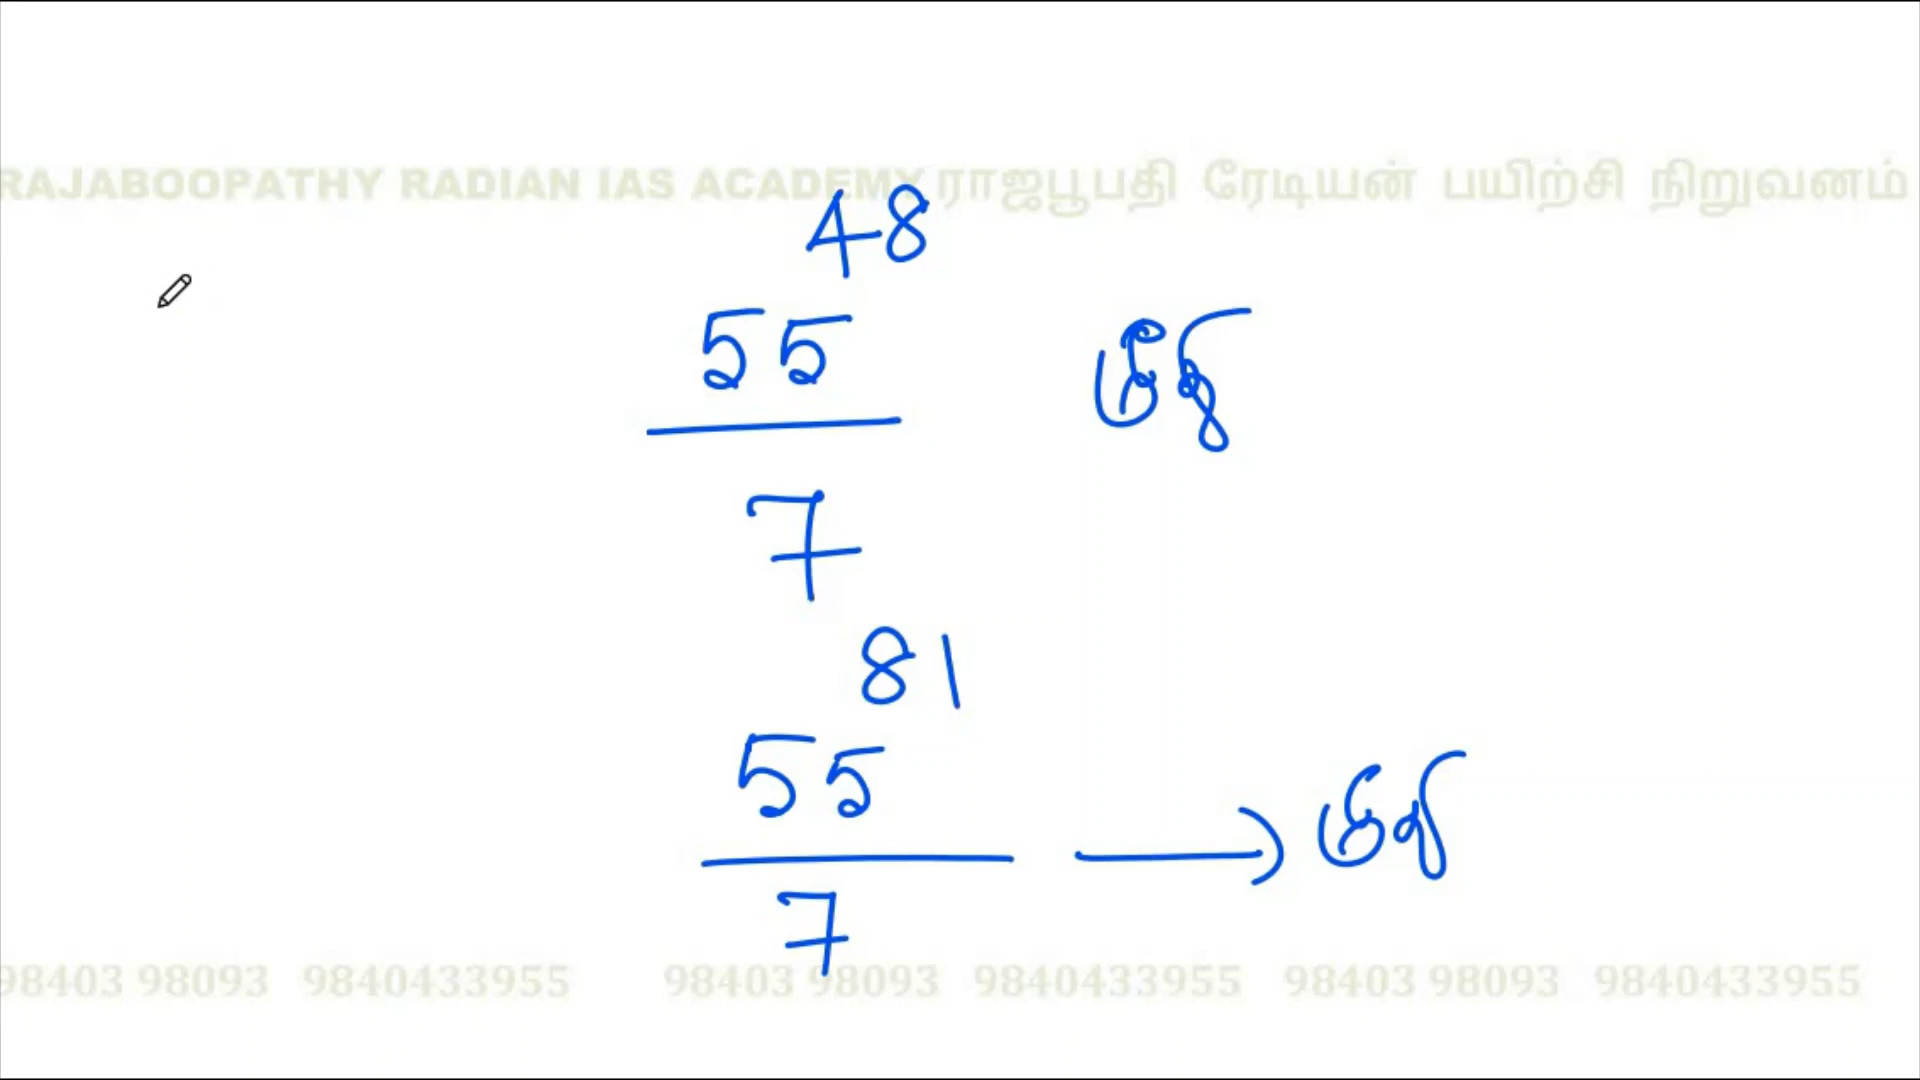 RAJABOOPATHY RADIAN IAS ACADEMY ராஜபூபதி ரேடியன் பயிற்சி நிறுவனம்
48
55
மீதி
7
81
55
மீதி
7
98403 98093 9840433955 98403 98093 9840433955 98403 98093 9840433955